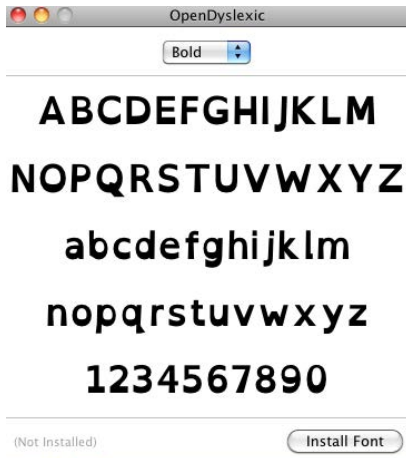 OpenDyslexic
Bold
ABCDEFGHIJKLM
NOPQRSTUVWXYZ
abcdefghijklm
nopqrstuvwxyz
1234567890
(Not Installed)
Install Font